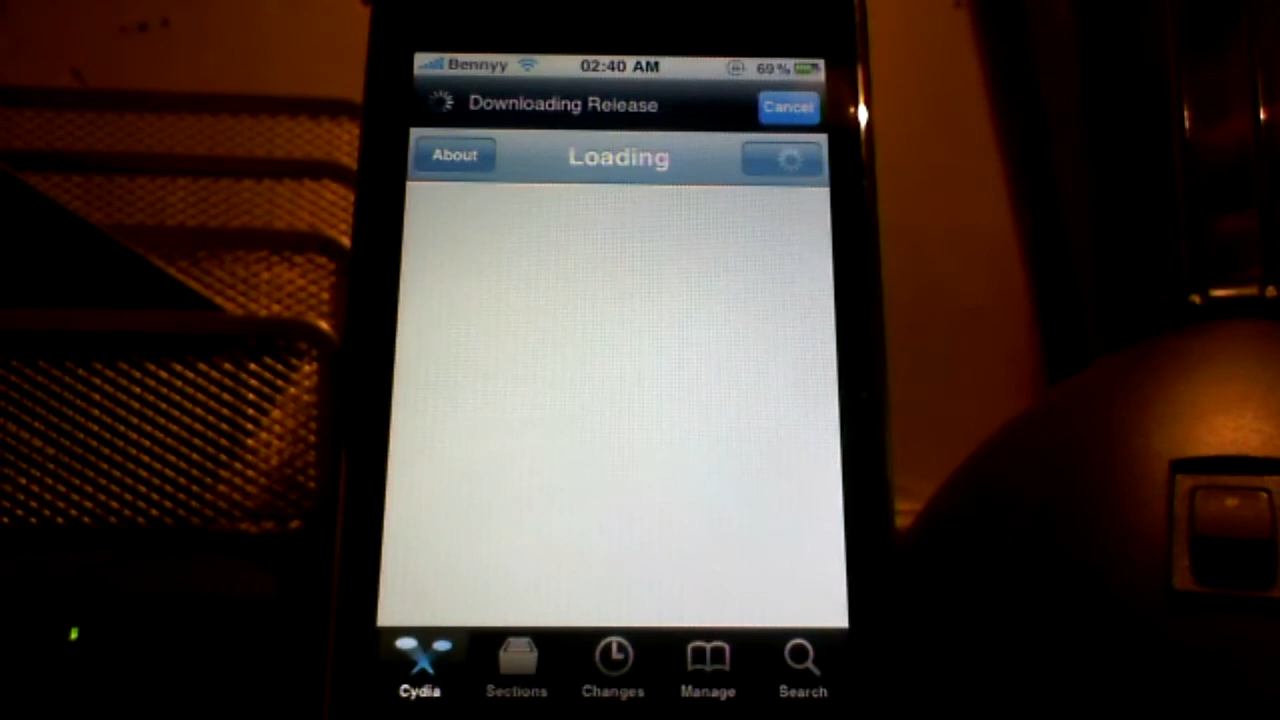 Bennyy 02:40 AM 69%
Downloading Release Cancel
About Loading
Cydia Sections Changes Manage Search